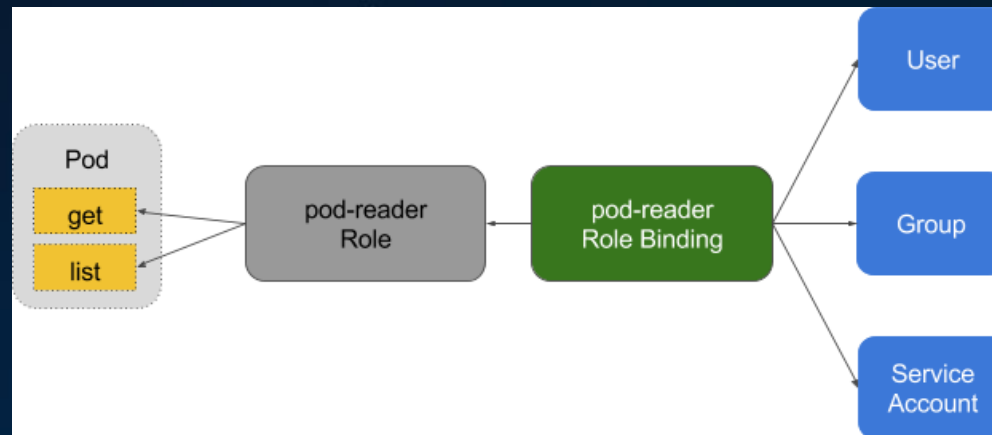 Pod
get
list
pod-reader
Role
pod-reader
Role Binding
User
Group
Service
Account